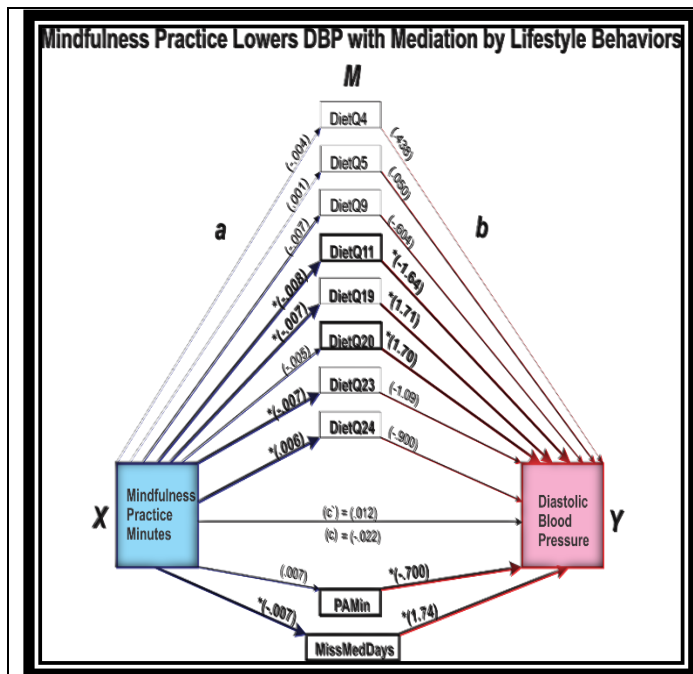 Mindfulness Practice Lowers DBP with Mediation by Lifestyle Behaviors
M
DietQ4
(-.004)
(.438)
DietQ5
(.001)
(.050)
a
DietQ9
b
(-.007)
(-.604)
DietQ11
*(-.008)
*(-1.64)
DietQ19
*(-.007)
*(1.71)
DietQ20
(-.005)
*(1.70)
DietQ23
*(-.007)
(-1.09)
DietQ24
*(.006)
(-.900)
X
Mindfulness
Practice
Minutes
(c`) = (.012)
(c) = (-.022)
Diastolic
Blood
Pressure
Y
(.007)
*(-.700)
PAMin
*(-.007)
*(1.74)
MissMedDays